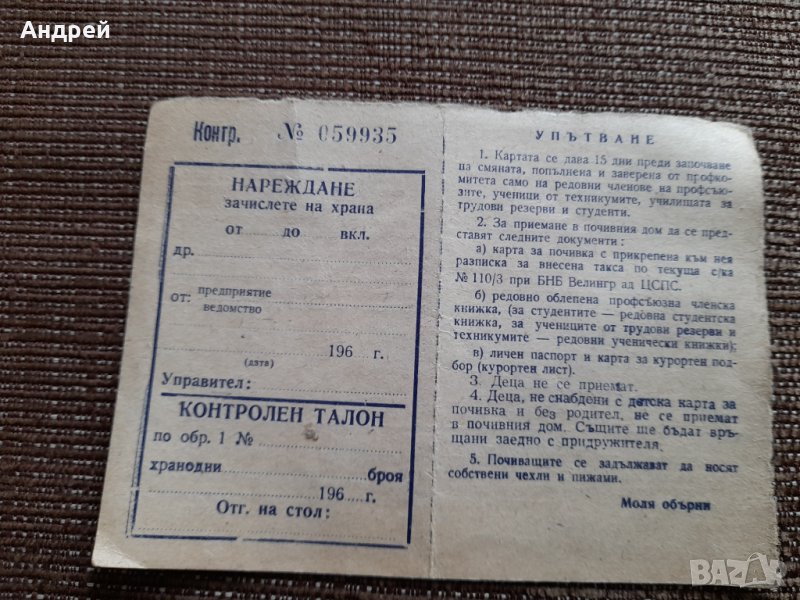 Андрей
Контр. № 059935
НАРЕЖДАНЕ
зачислете на храна
от до вкл.
др.
от: предприятие
ведомство
196 г.
(дата)
Управител:
КОНТРОЛЕН ТАЛОН
по обр. 1 №
хранодни броя
196 г.
Отг. на стол:
УПЪТВАНЕ
1. Картата се дава 15 дни преди започване
на смяната, попълнена и заверена от профко-
митета само на редовни членове на профсъю-
зите, ученици от техникумите, училищата за
трудови резерви и студенти.
2. За приемане в почивния дом да се пред-
ставят следните документи :
а) карта за почивка с прикрепена към нея
разписка за внесена такса по текуща с/ка
№ 110/3 при БНБ Велингр ад ЦСПС.
б) редовно облепена профсъюзна членска
книжка, (за студентите — редовна студентска
книжка, за учениците от трудови резерви и
техникумите — редовни ученически книжки);
в) личен паспорт и карта за курортен под-
бор (курортен лист).
3. Деца не се приемат.
4. Деца, не снабдени с детска карта за
почивка и без родител, не се приемат
в почивния дом. Същите ще бъдат връ-
щани заедно с придружителя.
5. Почиващите се задължават да носят
собствени чехли и пижами.
Моля обърни
BAZAR